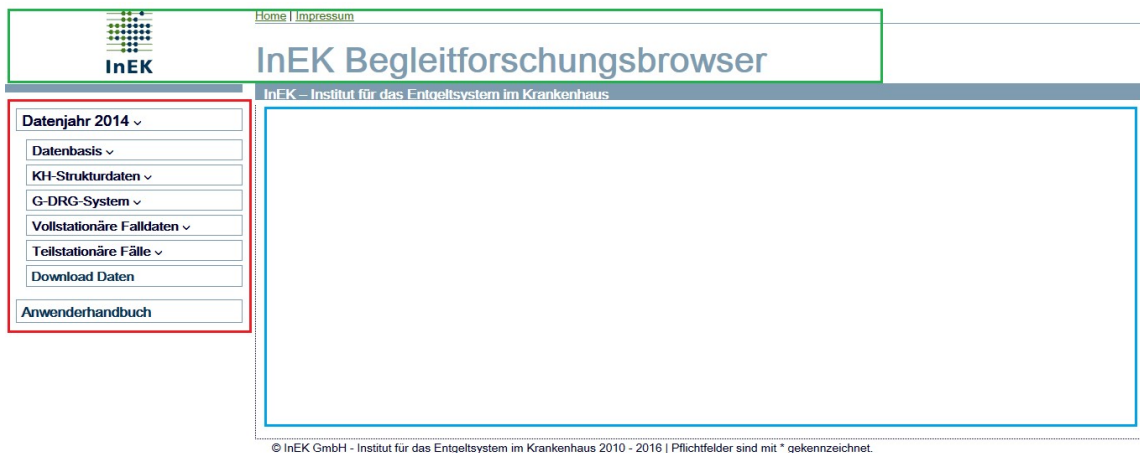 Home | Impressum
InEK
InEK Begleitforschungsbrowser
InEK – Institut für das Entgeltsystem im Krankenhaus
Datenjahr 2014
Datenbasis
KH-Strukturdaten
G-DRG-System
Vollstationäre Falldaten
Teilstationäre Fälle
Download Daten
Anwenderhandbuch
© InEK GmbH - Institut für das Entgeltsystem im Krankenhaus 2010 - 2016 | Pflichtfelder sind mit * gekennzeichnet.